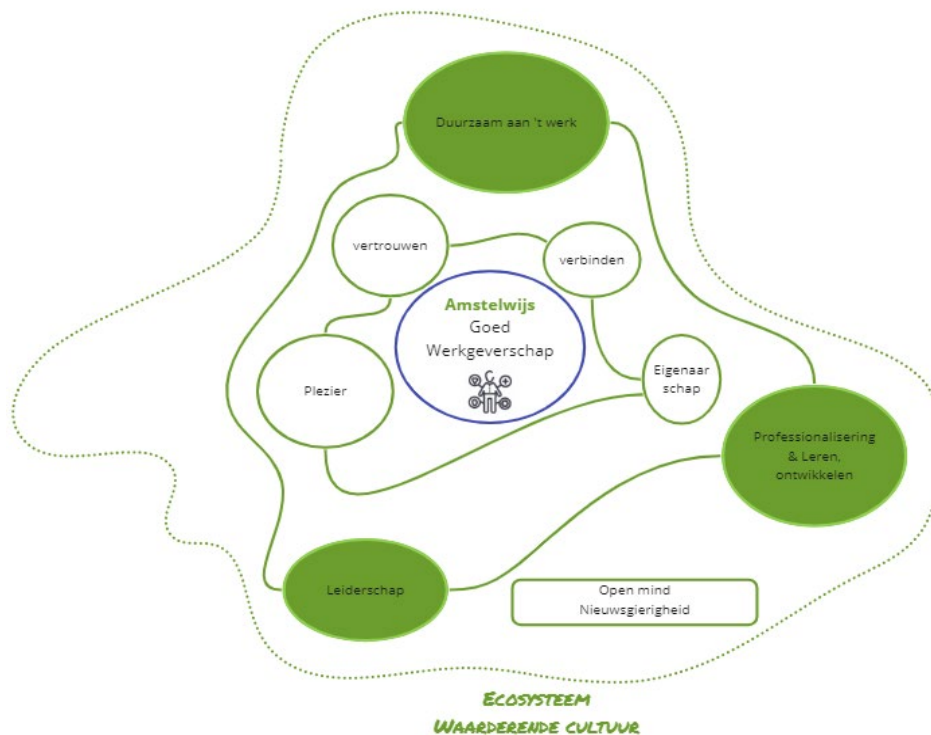 Duurzaam aan 't werk
vertrouwen
verbinden
Amstelwijs
Goed
Werkgeverschap
Plezier
Eigenaar
schap
Professionalisering
& Leren,
ontwikkelen
Leiderschap
Open mind
Nieuwsgierigheid
ECOSYSTEEM
WAARDERENDE CULTUUR